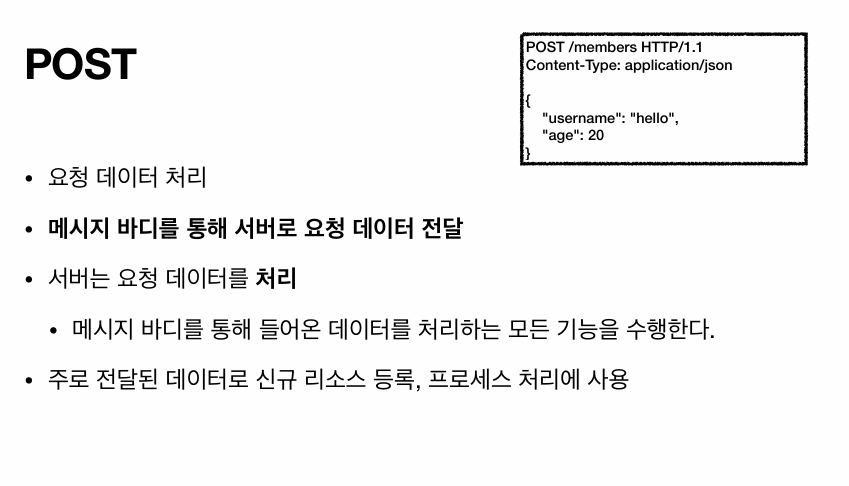 POST
POST /members HTTP/1.1
Content-Type: application/json
{
"username": "hello",
"age": 20
}
• 요청 데이터 처리
• 메시지 바디를 통해 서버로 요청 데이터 전달
• 서버는 요청 데이터를 처리
• 메시지 바디를 통해 들어온 데이터를 처리하는 모든 기능을 수행한다.
• 주로 전달된 데이터로 신규 리소스 등록, 프로세스 처리에 사용